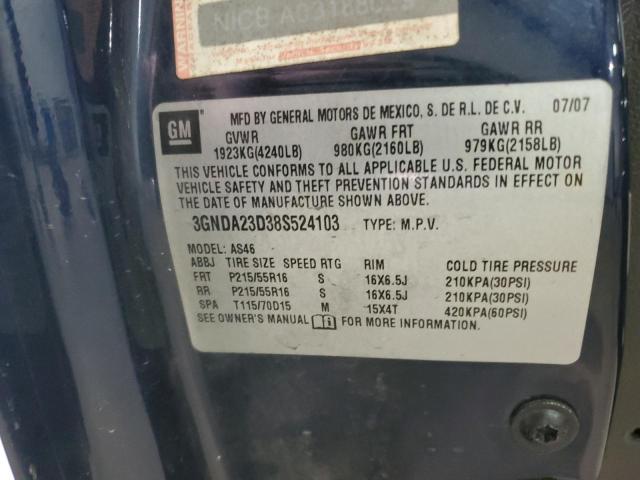 NICB
GM
MFD BY GENERAL MOTORS DE MEXICO, S. DE R.L. DE C.V. 07/07
GVWR GAWR FRT GAWR RR
1923KG(4240LB) 980KG(2160LB) 979KG(2158LB)
THIS VEHICLE CONFORMS TO ALL APPLICABLE U.S. FEDERAL MOTOR
VEHICLE SAFETY AND THEFT PREVENTION STANDARDS IN EFFECT ON
THE DATE OF MANUFACTURE SHOWN ABOVE.
3GNDA23D38S524103 TYPE: M.P.V.
MODEL: AS46
ABBJ TIRE SIZE SPEED RTG RIM COLD TIRE PRESSURE
FRT P215/55R16 S 16X6.5J 210KPA(30PSI)
RR P215/55R16 S 16X6.5J 210KPA(30PSI)
SPA T115/70D15 M 15X4T 420KPA(60PSI)
SEE OWNER'S MANUAL FOR MORE INFORMATION.